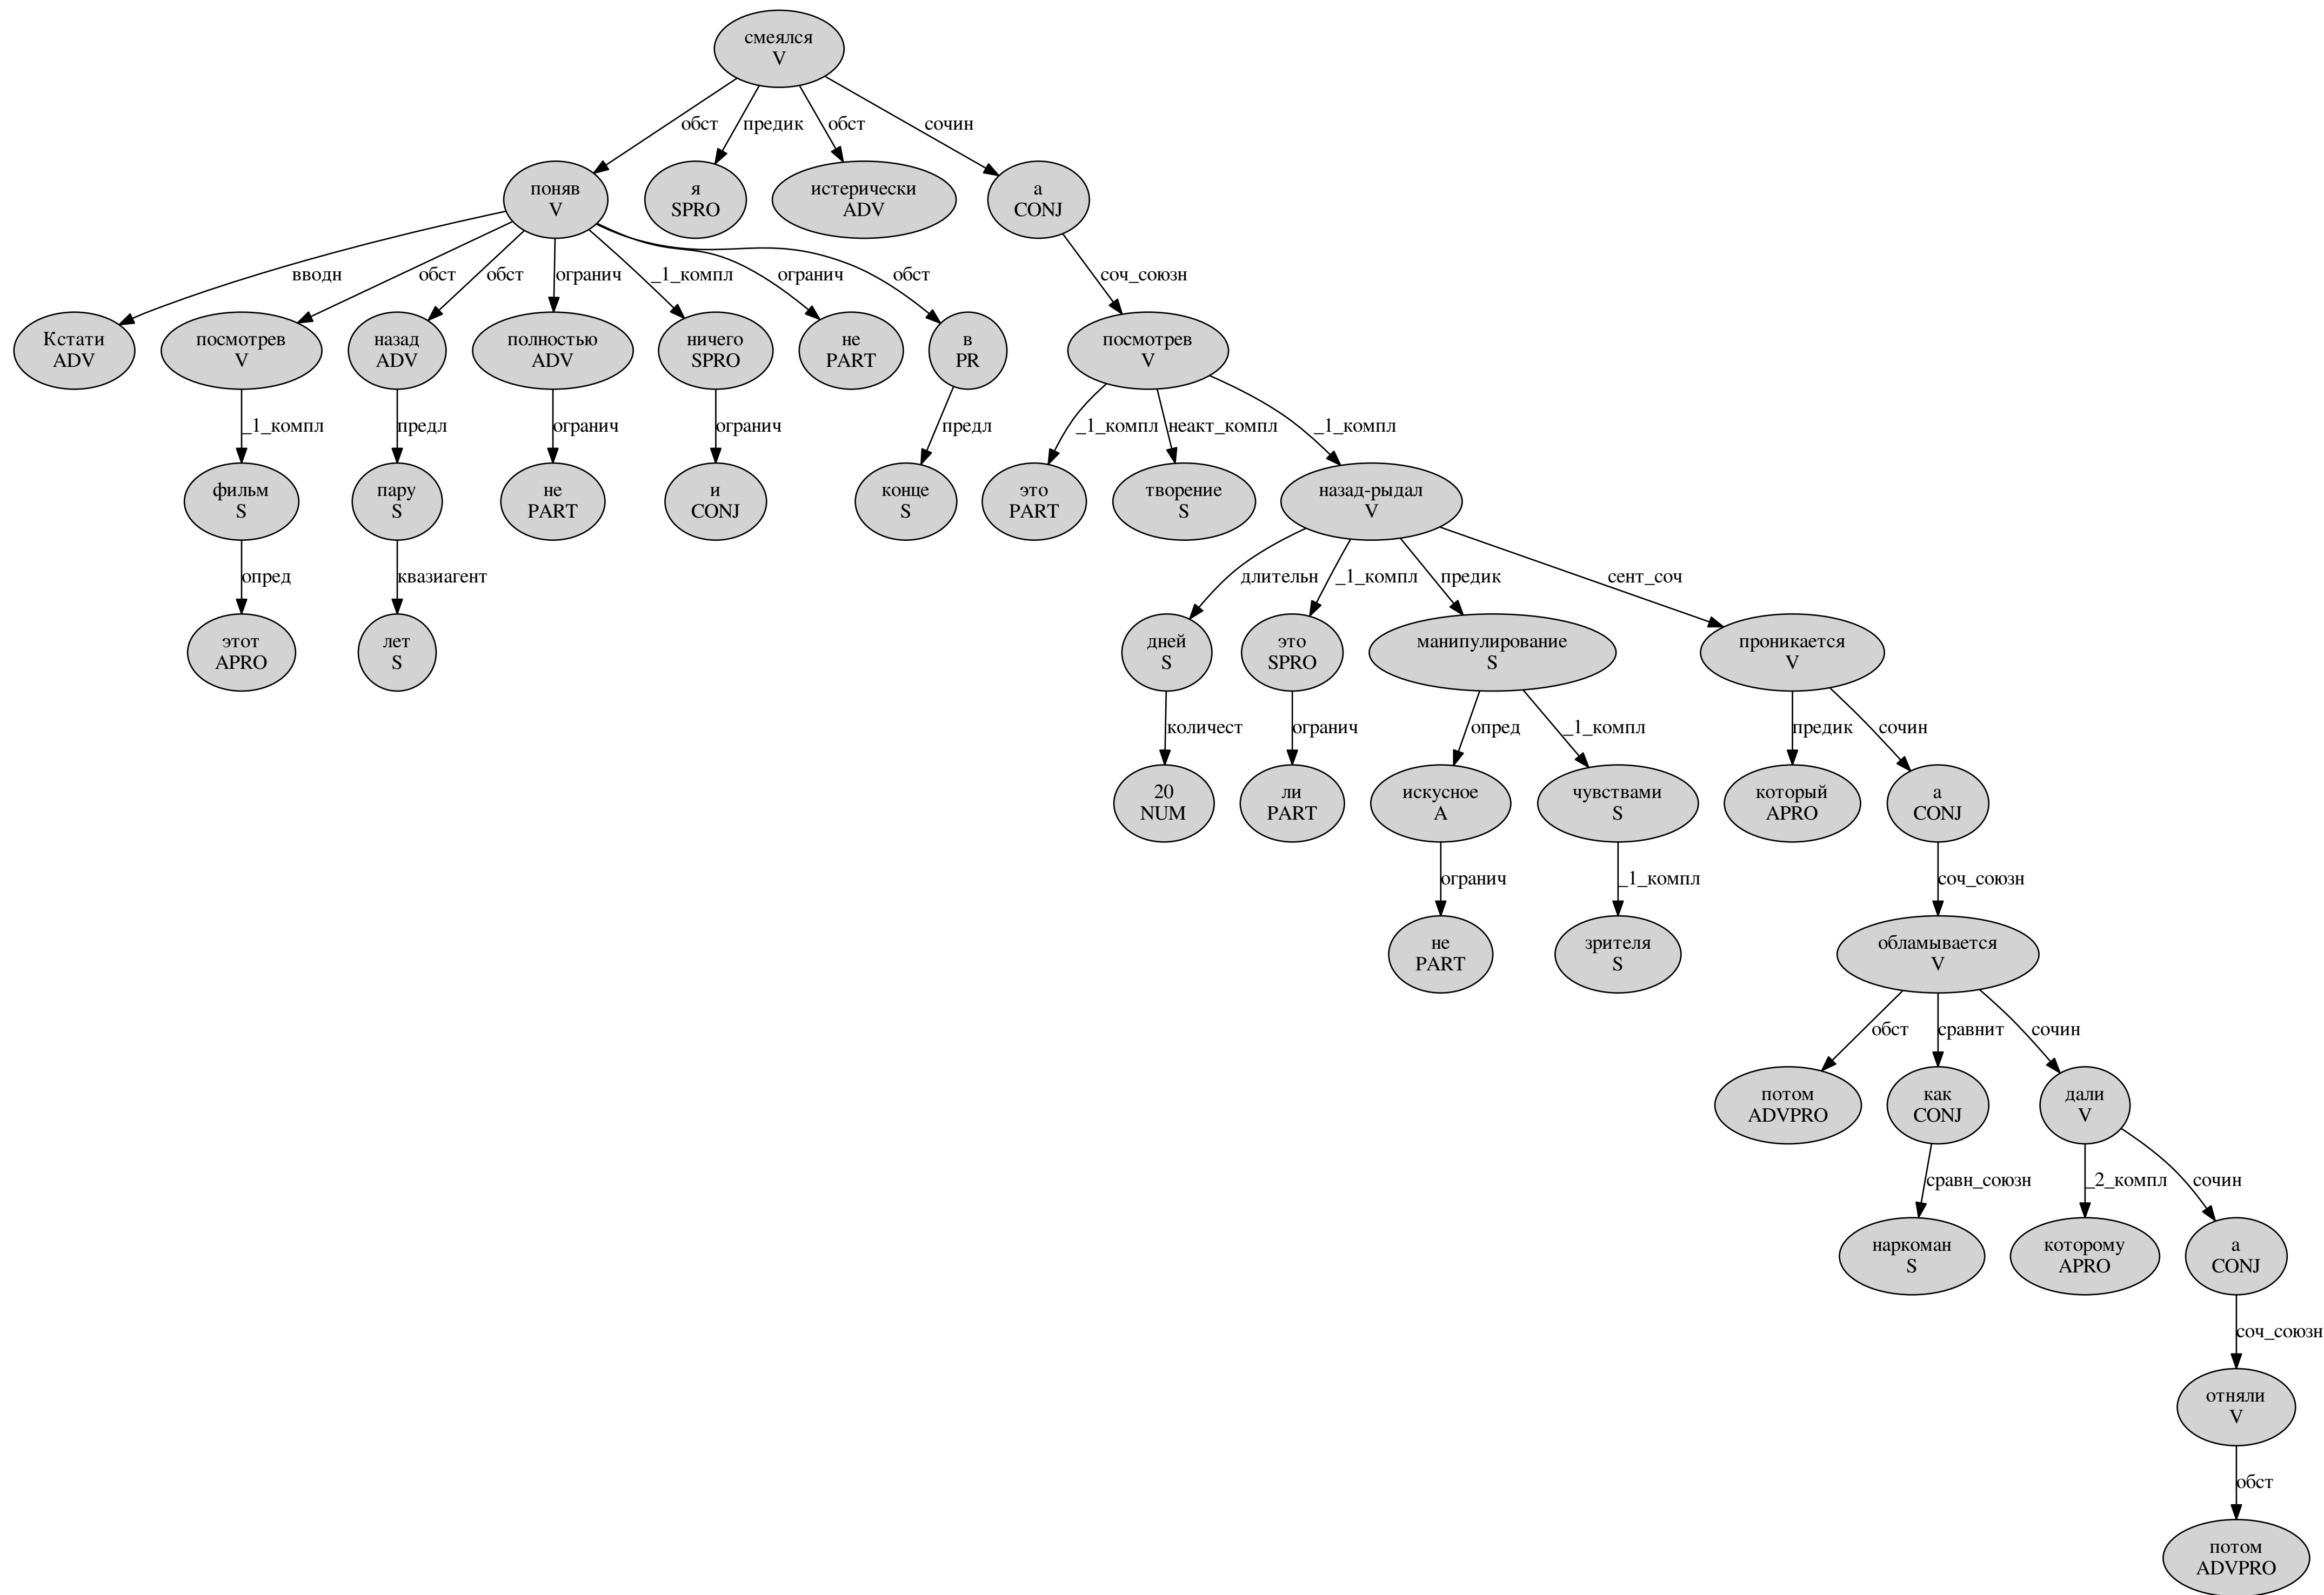 смеялся
V
обст
предик
обст
сочин
поняв
V
я
SPRO
истерически
ADV
а
CONJ
вводн
обст
обст
огранич
_1_компл
огранич
обст
соч_союзн
Кстати
ADV
посмотрев
V
назад
ADV
полностью
ADV
ничего
SPRO
не
PART
в
PR
посмотрев
V
_1_компл
предл
огранич
огранич
предл
_1_компл
неакт_компл
_1_компл
фильм
S
пару
S
не
PART
и
CONJ
конце
S
это
PART
творение
S
назад-рыдал
V
опред
квазиагент
длительн
_1_компл
предик
сент_соч
этот
APRO
лет
S
дней
S
это
SPRO
манипулирование
S
проникается
V
количест
огранич
опред
_1_компл
предик
сочин
20
NUM
ли
PART
искусное
A
чувствами
S
который
APRO
а
CONJ
огранич
_1_компл
соч_союзн
не
PART
зрителя
S
обламывается
V
обст
сравнит
сочин
потом
ADVPRO
как
CONJ
дали
V
сравн_союзн
_2_компл
сочин
наркоман
S
которому
APRO
а
CONJ
соч_союзн
отняли
V
обст
потом
ADVPRO